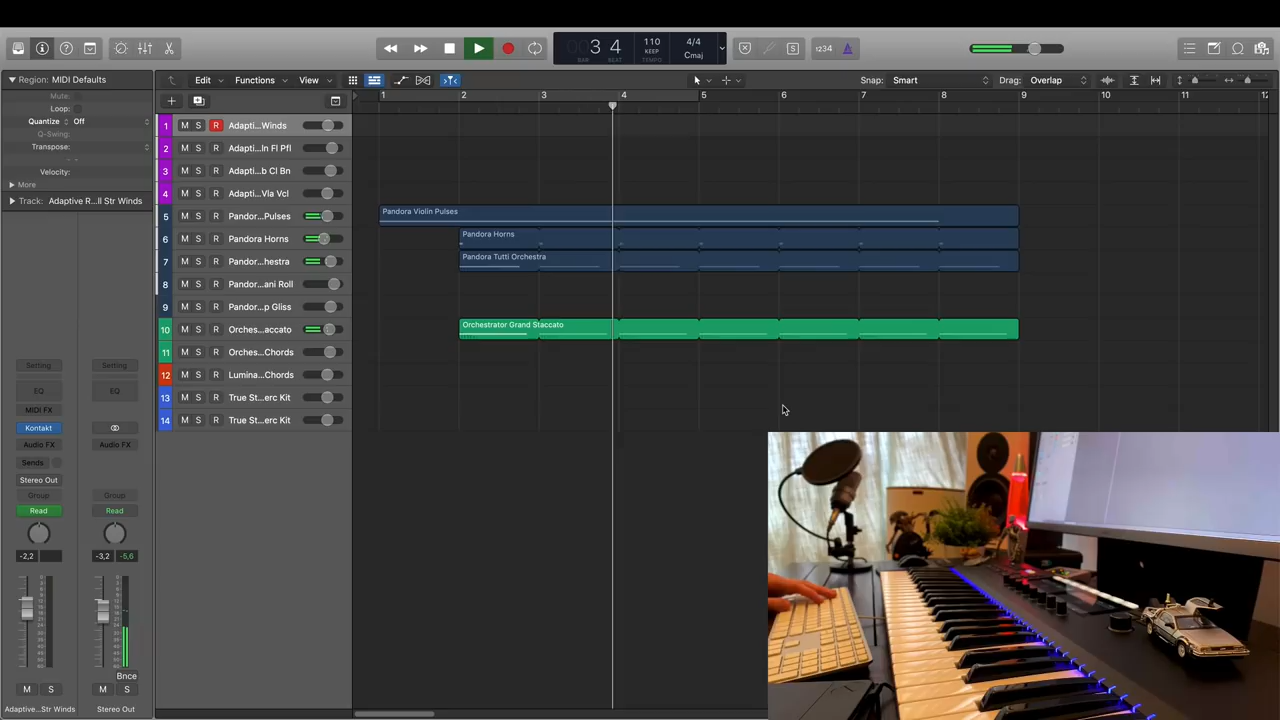 3 4
BAR BEAT
110
KEEP
TEMPO
4/4
Cmaj
1234
Region: MIDI Defaults
Mute:
Loop:
Quantize Off
Q-Swing:
Transpose:
Velocity:
More
Track: Adaptive R...ll Str Winds
Edit Functions View
Snap: Smart
Drag: Overlap
1 2 3 4 5 6 7 8 9 10 11 12
1 M S R Adapti...Winds
2 M S R Adapti...In Fl Pfl
3 M S R Adapti...b Cl Bn
4 M S R Adapti...Vla Vcl
5 M S R Pandor...Pulses
6 M S R Pandora Horns
7 M S R Pandor...hestra
8 M S R Pandor...ani Roll
9 M S R Pandor...p Gliss
10 M S R Orches...accato
11 M S R Orches...Chords
12 M S R Lumina...Chords
13 M S R True St...erc Kit
14 M S R True St...erc Kit
Pandora Violin Pulses
Pandora Horns
Pandora Tutti Orchestra
Orchestrator Grand Staccato
Setting Setting
EQ EQ
MIDI FX
Kontakt
Audio FX Audio FX
Sends
Stereo Out
Group Group
Read Read
-2,2 -3,2 -5,6
Bnce
M S M S
Adaptive...Str Winds Stereo Out